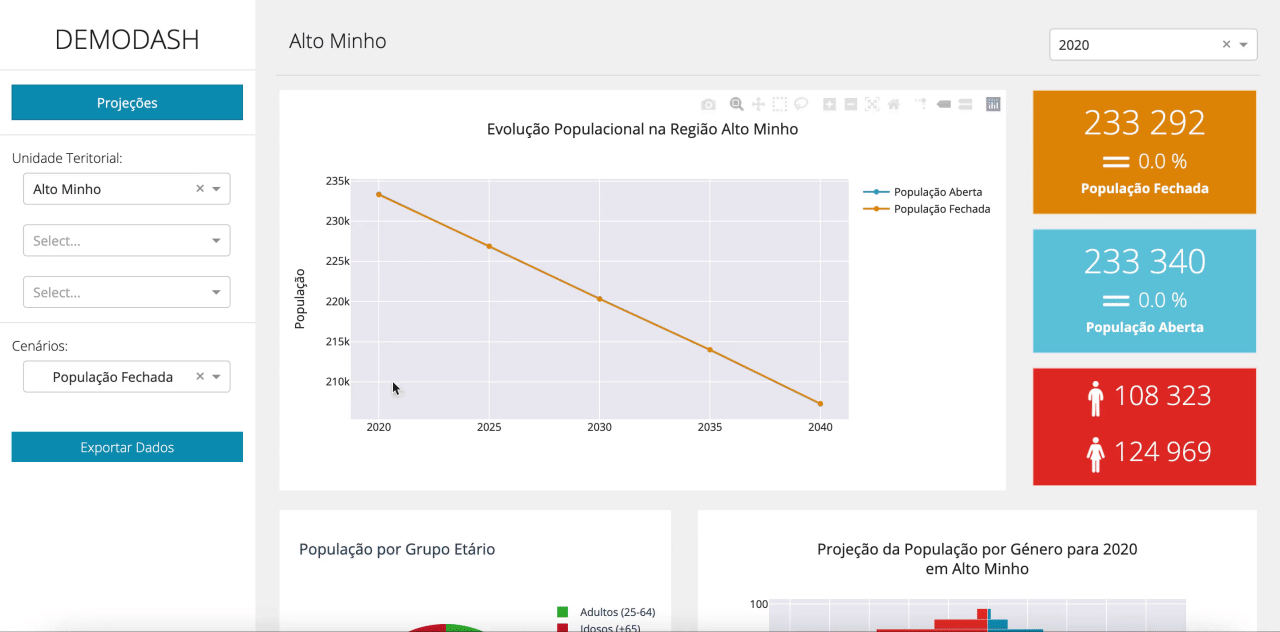 DEMODASH
Projeções
Unidade Teritorial:
Alto Minho
Select...
Select...
Cenários:
População Fechada
Exportar Dados
Alto Minho
2020
Evolução Populacional na Região Alto Minho
População
235k
230k
225k
220k
215k
210k
2020 2025 2030 2035 2040
População Aberta
População Fechada
233 292
0.0 %
População Fechada
233 340
0.0 %
População Aberta
108 323
124 969
População por Grupo Etário
Adultos (25-64)
Idosos (+65)
Projeção da População por Género para 2020
em Alto Minho
100